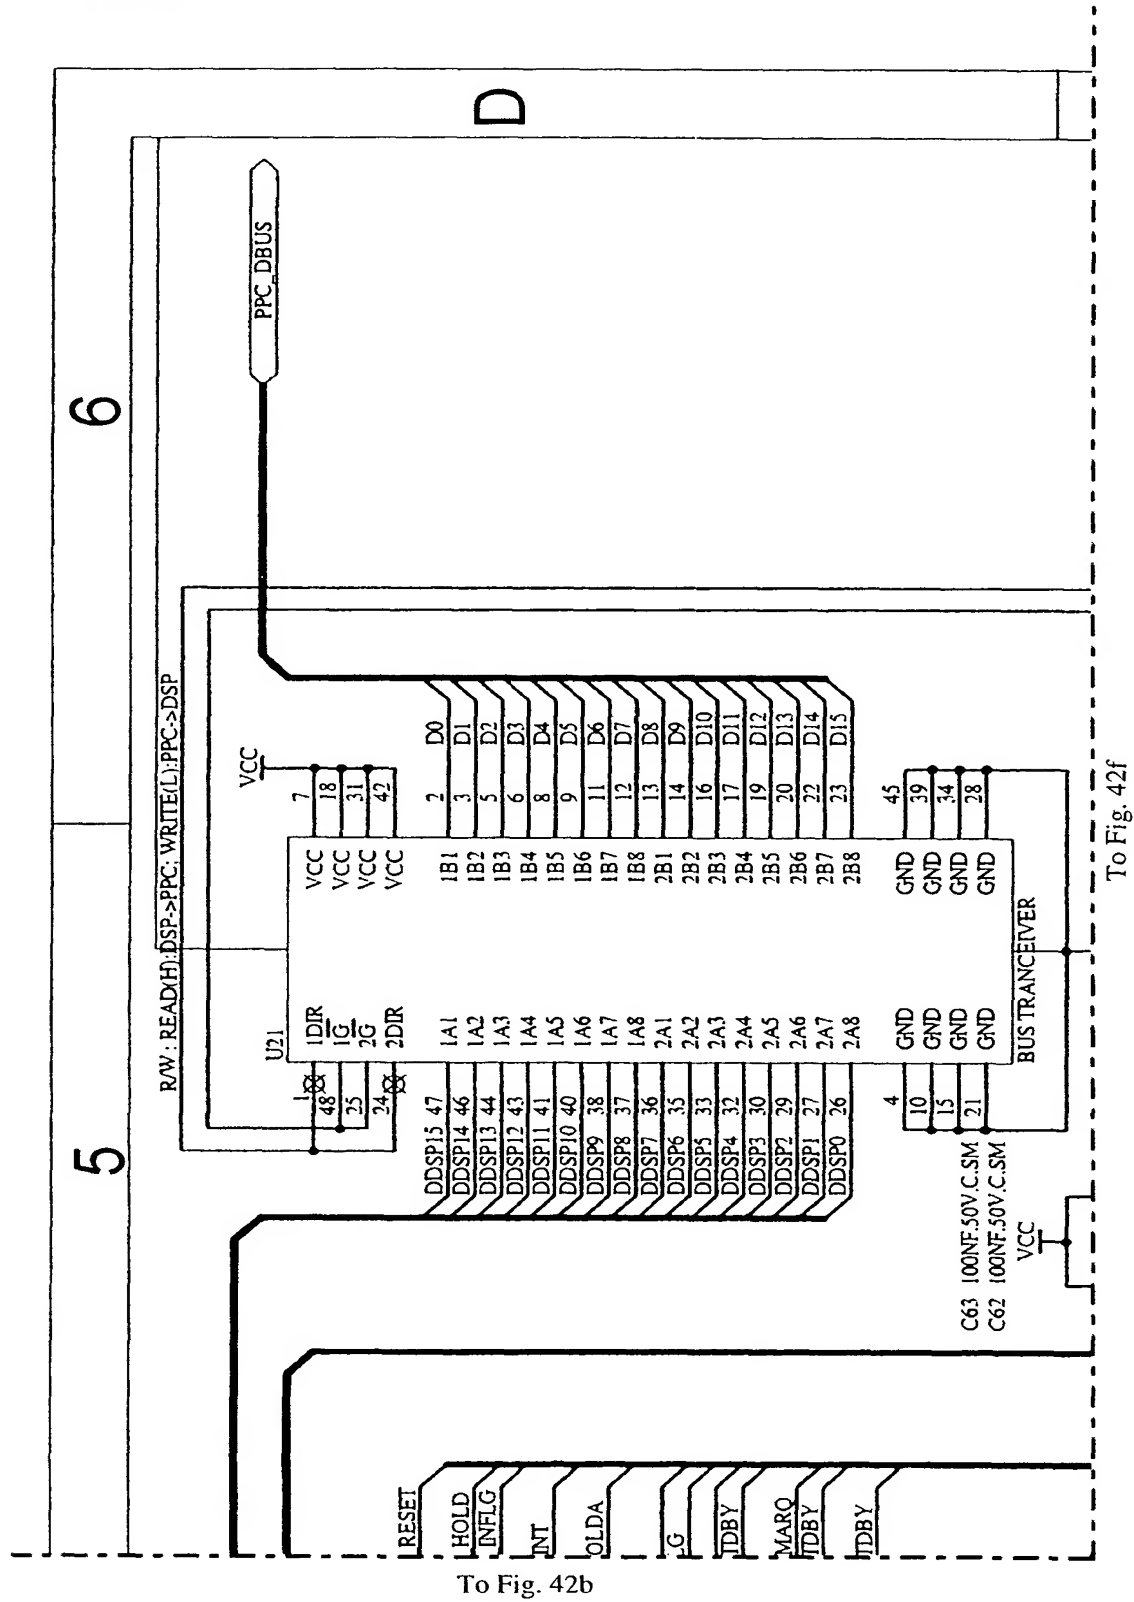 D
6
5
PPC_DBUS
R/W : READ(H):DSP->PPC; WRITE(L):PPC->DSP
VCC
U21
7 VCC
18 VCC
31 VCC
42 VCC
1DIR 1
1G 48
2G 25
2DIR 24
D0 2 1B1
D1 3 1B2
D2 5 1B3
D3 6 1B4
D4 8 1B5
D5 9 1B6
D6 11 1B7
D7 12 1B8
D8 13 2B1
D9 14 2B2
D10 16 2B3
D11 17 2B4
D12 19 2B5
D13 20 2B6
D14 22 2B7
D15 23 2B8
45 GND
39 GND
34 GND
28 GND
DDSP15 47 1A1
DDSP14 46 1A2
DDSP13 44 1A3
DDSP12 43 1A4
DDSP11 41 1A5
DDSP10 40 1A6
DDSP9 38 1A7
DDSP8 37 1A8
DDSP7 36 2A1
DDSP6 35 2A2
DDSP5 33 2A3
DDSP4 32 2A4
DDSP3 30 2A5
DDSP2 29 2A6
DDSP1 27 2A7
DDSP0 26 2A8
4 GND
10 GND
15 GND
21 GND
BUS TRANCEIVER
C63 100NF.50V.C.SM
C62 100NF.50V.C.SM
VCC
RESET
HOLD
INFLG
INT
OLDA
LG
IDBY
MARQ
IDBY
IDBY
To Fig. 42f
To Fig. 42b